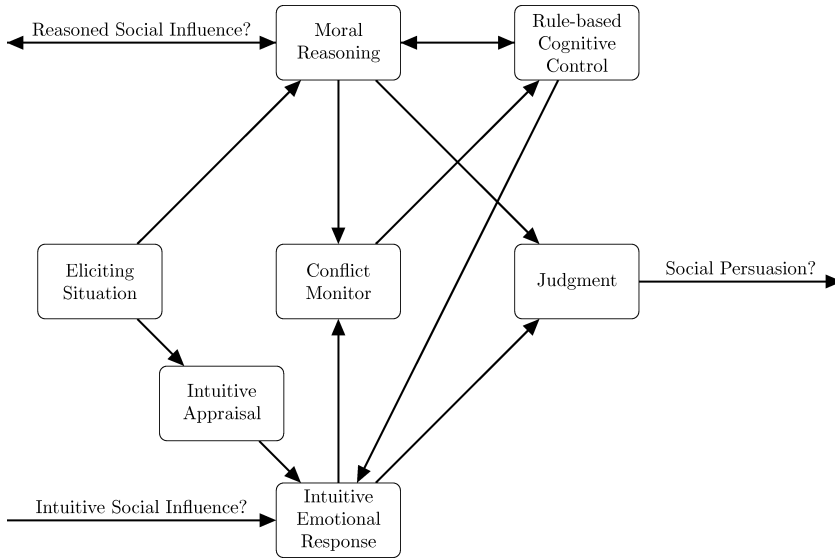 Reasoned Social Influence?
Moral
Reasoning
Rule-based
Cognitive
Control
Eliciting
Situation
Conflict
Monitor
Judgment
Social Persuasion?
Intuitive
Appraisal
Intuitive Social Influence?
Intuitive
Emotional
Response